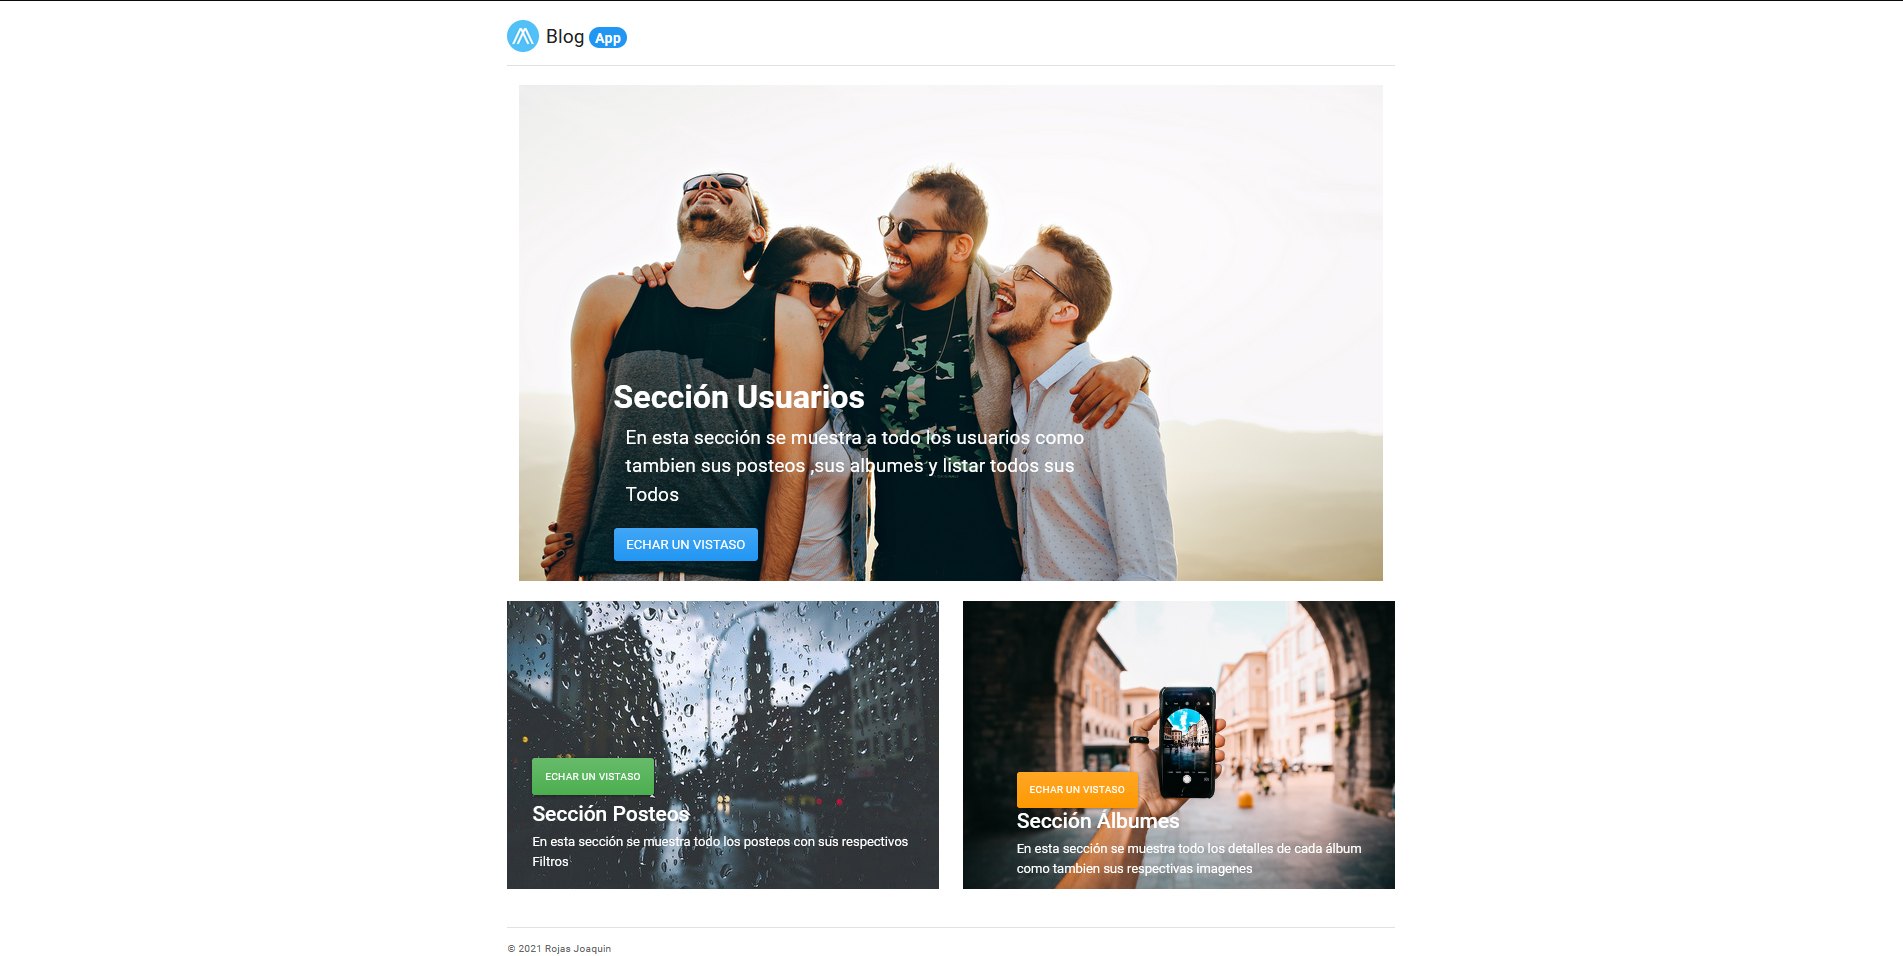 Blog App
Sección Usuarios
En esta sección se muestra a todo los usuarios como
tambien sus posteos ,sus albumes y listar todos sus
Todos
ECHAR UN VISTASO
ECHAR UN VISTASO
Sección Posteos
En esta sección se muestra todo los posteos con sus respectivos
Filtros
ECHAR UN VISTASO
Sección Álbumes
En esta sección se muestra todo los detalles de cada álbum
como tambien sus respectivas imagenes
© 2021 Rojas Joaquin